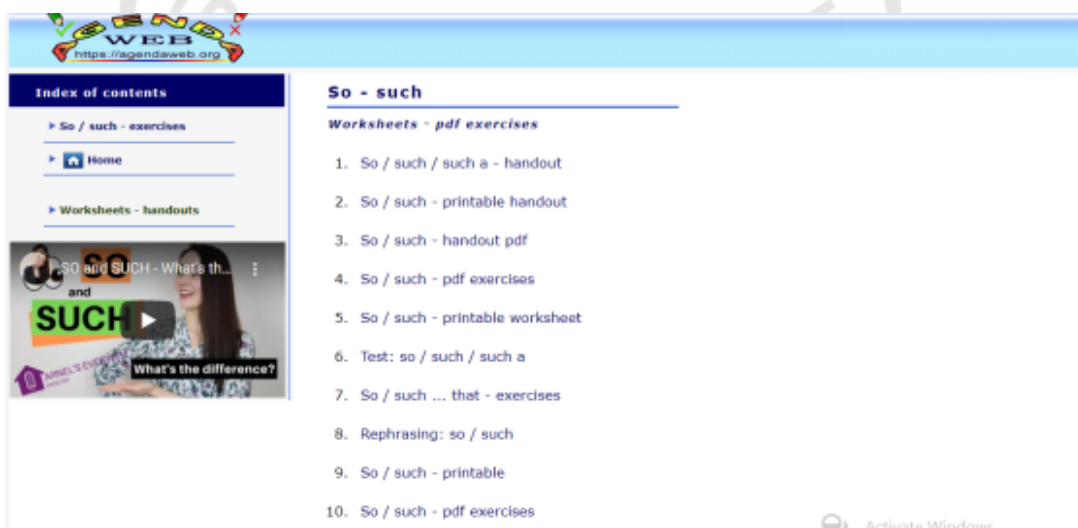 WEB
https://agendaweb.org
Index of contents
So / such - exercises
Home
Worksheets - handouts
SO and SUCH - What's th...
SO
and
SUCH
ARNEL'S EVERYDAY
ENGLISH
What's the difference?
So - such
Worksheets - pdf exercises
1. So / such / such a - handout
2. So / such - printable handout
3. So / such - handout pdf
4. So / such - pdf exercises
5. So / such - printable worksheet
6. Test: so / such / such a
7. So / such ... that - exercises
8. Rephrasing: so / such
9. So / such - printable
10. So / such - pdf exercises
Activate Windows